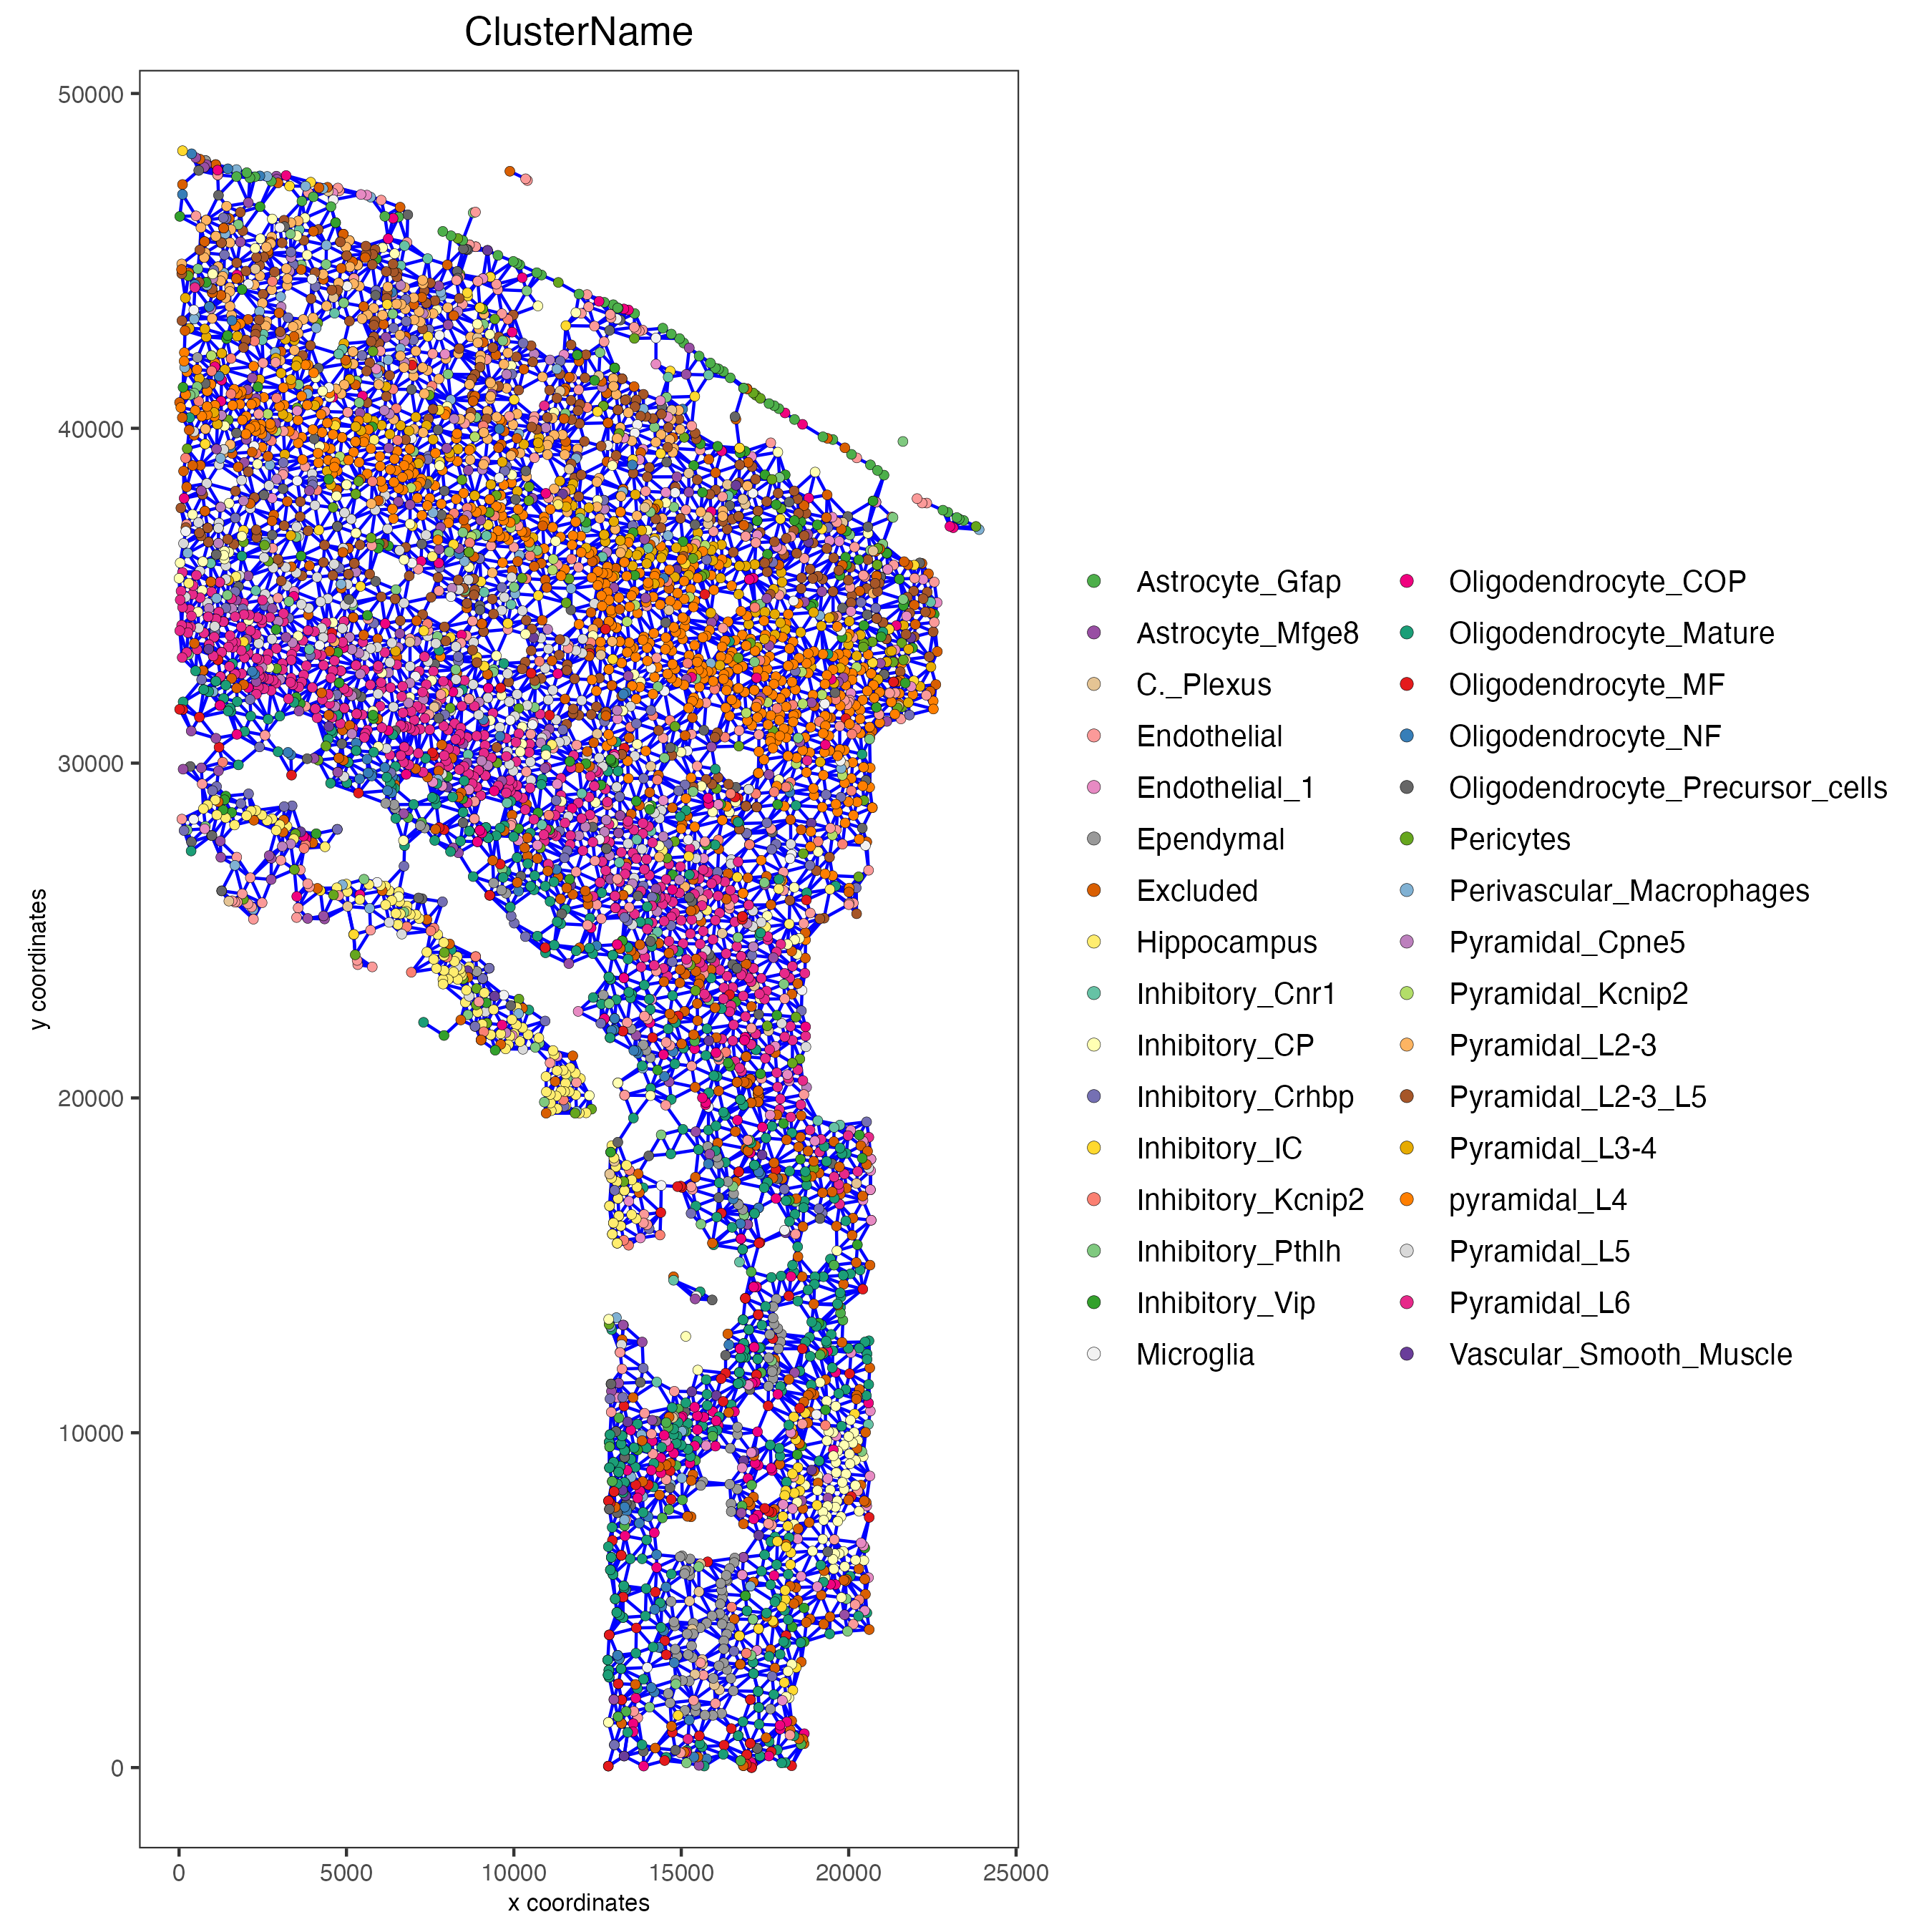 ClusterName
50000
40000
30000
20000
10000
0
y coordinates
0
5000
10000
15000
20000
25000
x coordinates
Astrocyte_Gfap
Astrocyte_Mfge8
C._Plexus
Endothelial
Endothelial_1
Ependymal
Excluded
Hippocampus
Inhibitory_Cnr1
Inhibitory_CP
Inhibitory_Crhbp
Inhibitory_IC
Inhibitory_Kcnip2
Inhibitory_Pthlh
Inhibitory_Vip
Microglia
Oligodendrocyte_COP
Oligodendrocyte_Mature
Oligodendrocyte_MF
Oligodendrocyte_NF
Oligodendrocyte_Precursor_cells
Pericytes
Perivascular_Macrophages
Pyramidal_Cpne5
Pyramidal_Kcnip2
Pyramidal_L2-3
Pyramidal_L2-3_L5
Pyramidal_L3-4
pyramidal_L4
Pyramidal_L5
Pyramidal_L6
Vascular_Smooth_Muscle